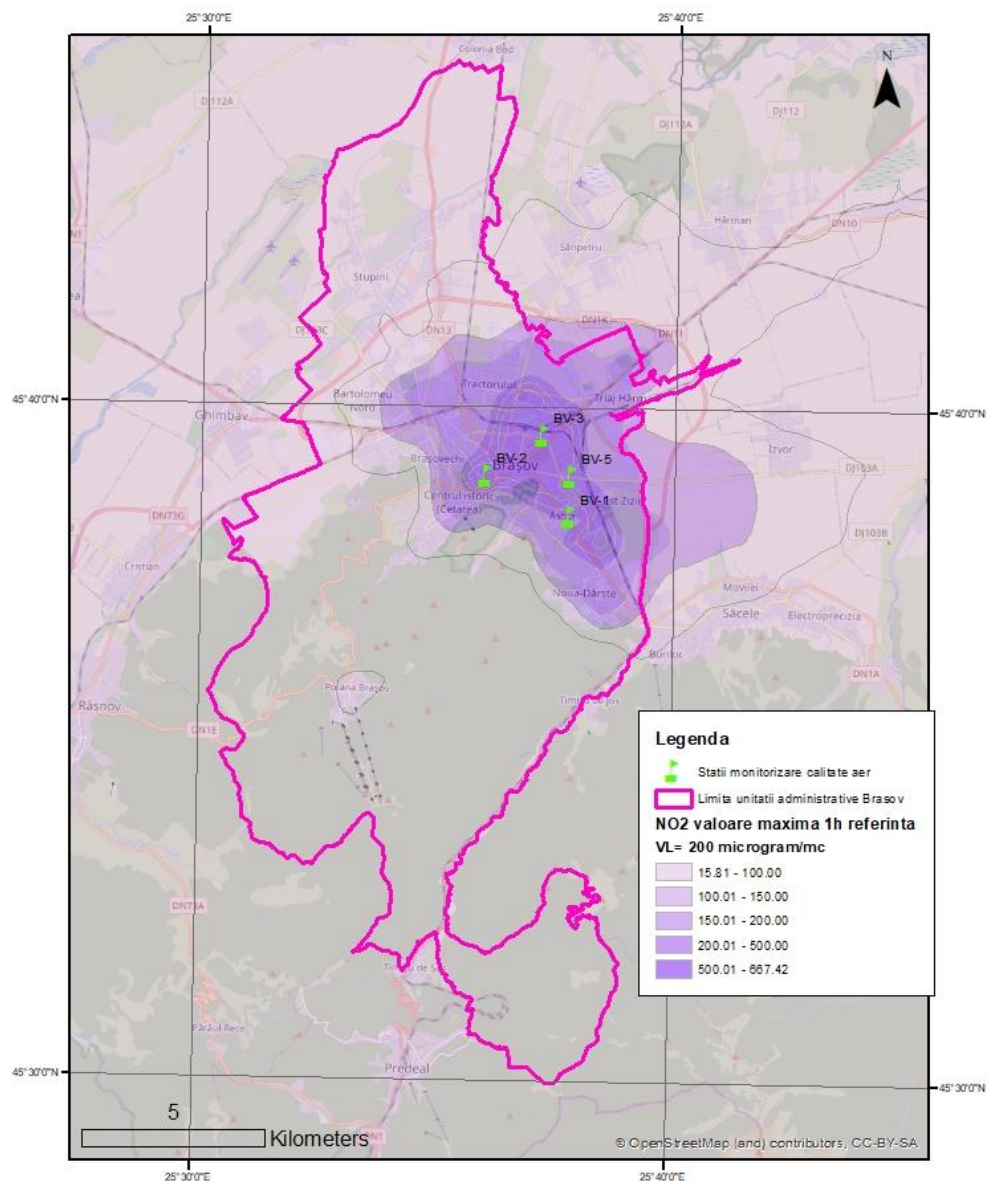 25°30'0"E
25°40'0"E
Colonia Bod
N
DJ112A
DJ112
DJ112A
Hărman
DN10
Sânpetru
Stupini
DN13
DN1K
DN11
DJ103C
Tractorului
45°40'0"N
45°40'0"N
Bartolomeu
Nord
Ghimbav
Triaj Hărman
BV-3
Izvor
Brașovechi
BV-2
Brașov
BV-5
DJ103A
Centrul istoric
(Cetatea)
BV-1
Astra
DN73G
DJ103B
Cristian
Noua-Dârste
Movilei
Săcele
Electroprecizia
Bunloc
DN1A
Poiana Brașov
Timișu de Jos
Râșnov
DN1E
Legenda
Statii monitorizare calitate aer
Limita unitatii administrative Brasov
NO2 valoare maxima 1h referinta
VL= 200 microgram/mc
15.81 - 100.00
100.01 - 150.00
150.01 - 200.00
200.01 - 500.00
500.01 - 667.42
DN73A
Pârâul Rece
Predeal
45°30'0"N
45°30'0"N
5
Kilometers
DN1
© OpenStreetMap (and) contributors, CC-BY-SA
25°30'0"E
25°40'0"E